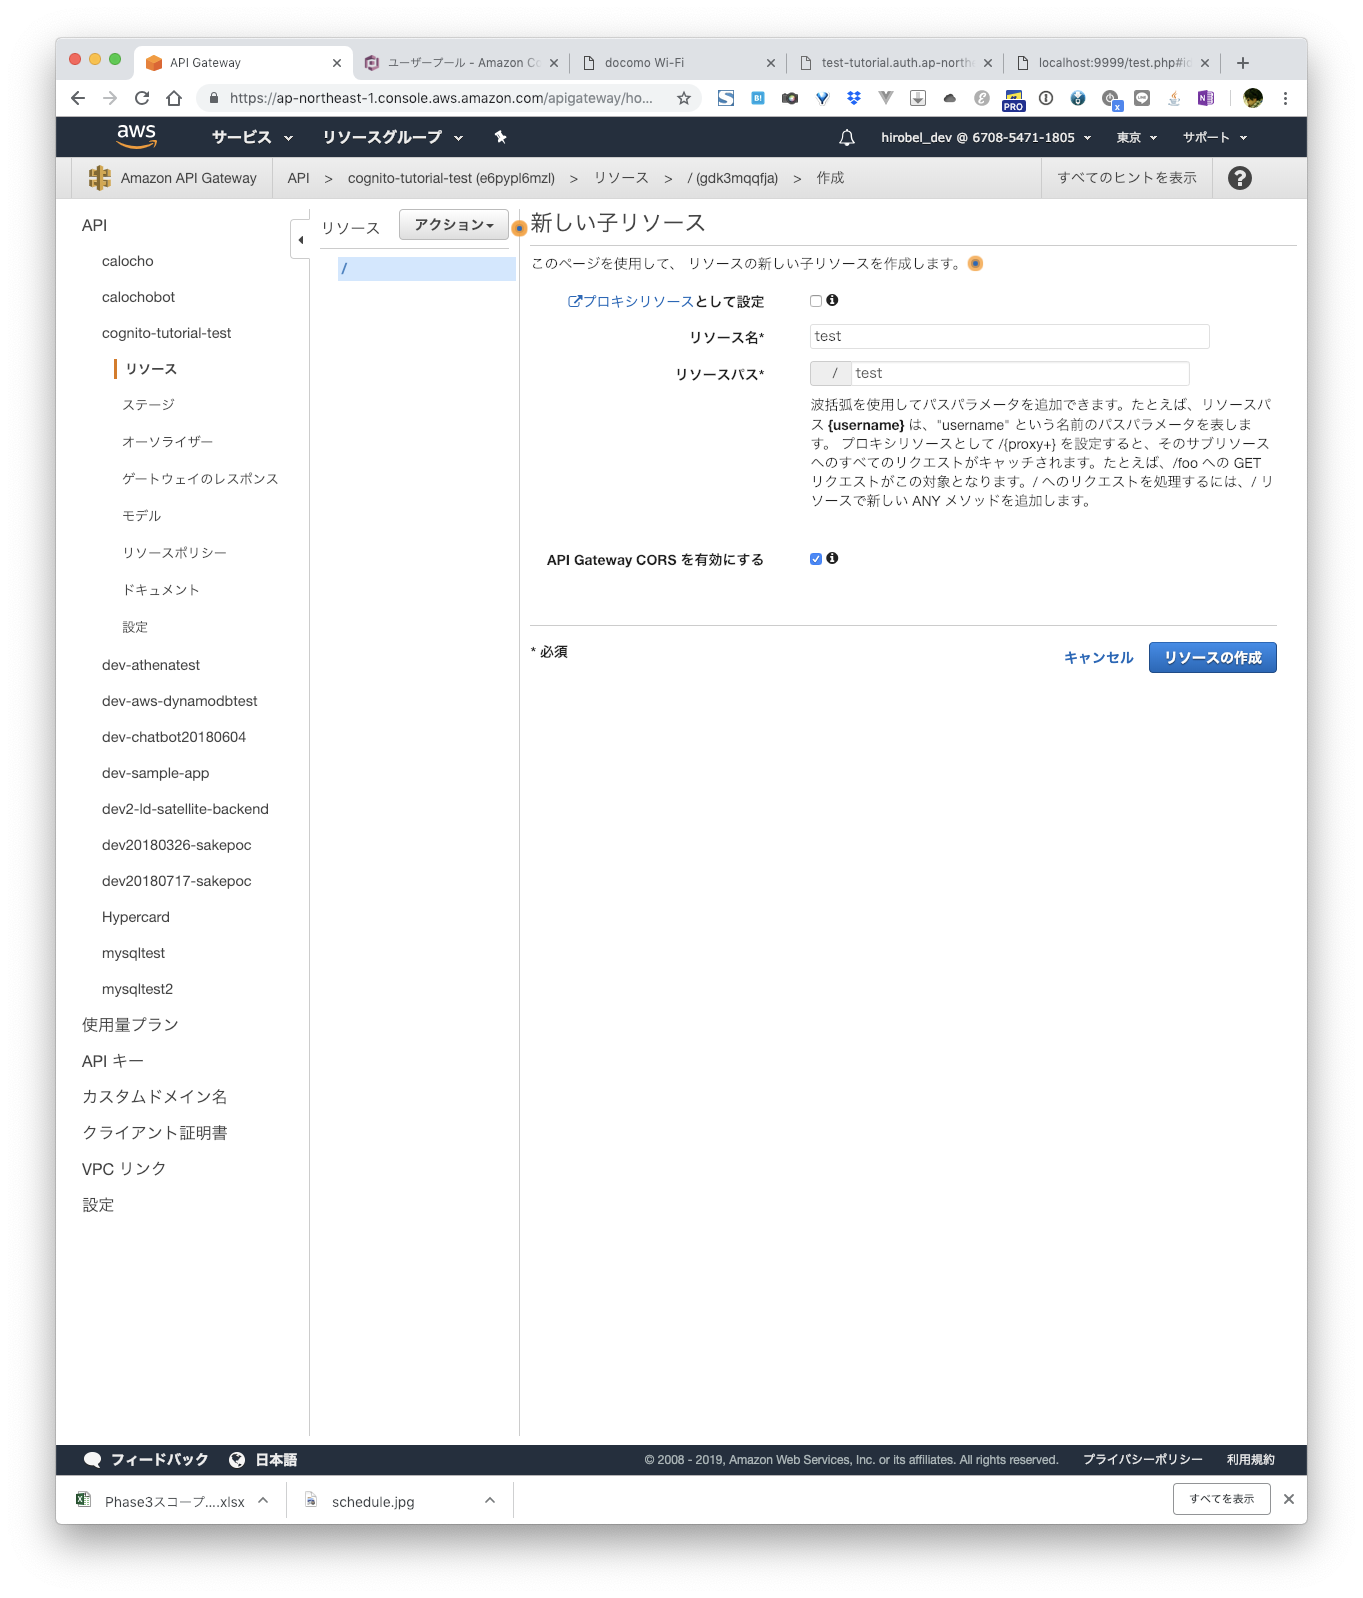 API Gateway
ユーザープール - Amazon Co
docomo Wi-Fi
test-tutorial.auth.ap-north
localhost:9999/test.php#id
https://ap-northeast-1.console.aws.amazon.com/apigateway/ho...
PRO
aws
サービス
リソースグループ
hirobel_dev @ 6708-5471-1805
東京
サポート
Amazon API Gateway
API > cognito-tutorial-test (e6pypl6mzl) > リソース > / (gdk3mqqfja) > 作成
すべてのヒントを表示
API
calocho
calochobot
cognito-tutorial-test
リソース
ステージ
オーソライザー
ゲートウェイのレスポンス
モデル
リソースポリシー
ドキュメント
設定
dev-athenatest
dev-aws-dynamodbtest
dev-chatbot20180604
dev-sample-app
dev2-ld-satellite-backend
dev20180326-sakepoc
dev20180717-sakepoc
Hypercard
mysqltest
mysqltest2
使用量プラン
API キー
カスタムドメイン名
クライアント証明書
VPC リンク
設定
リソース
アクション
/
新しい子リソース
このページを使用して、 リソースの新しい子リソースを作成します。
プロキシリソースとして設定
リソース名*
test
リソースパス*
/ test
波括弧を使用してパスパラメータを追加できます。たとえば、リソースパ
ス {username} は、"username" という名前のパスパラメータを表しま
す。 プロキシリソースとして /{proxy+} を設定すると、そのサブリソース
へのすべてのリクエストがキャッチされます。たとえば、/foo への GET
リクエストがこの対象となります。/ へのリクエストを処理するには、/ リ
ソースで新しい ANY メソッドを追加します。
API Gateway CORS を有効にする
* 必須
キャンセル
リソースの作成
フィードバック
日本語
© 2008 - 2019, Amazon Web Services, Inc. or its affiliates. All rights reserved.
プライバシーポリシー
利用規約
Phase3スコープ....xlsx
schedule.jpg
すべてを表示